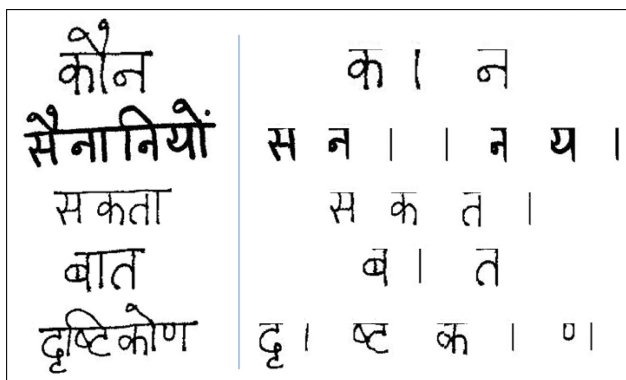 कौन क ा न
सैनानियों स न ा ा न य ा
सकता स क त ा
बात ब ा त
दृष्टिकोण दृ ा ष्ट क ा ण